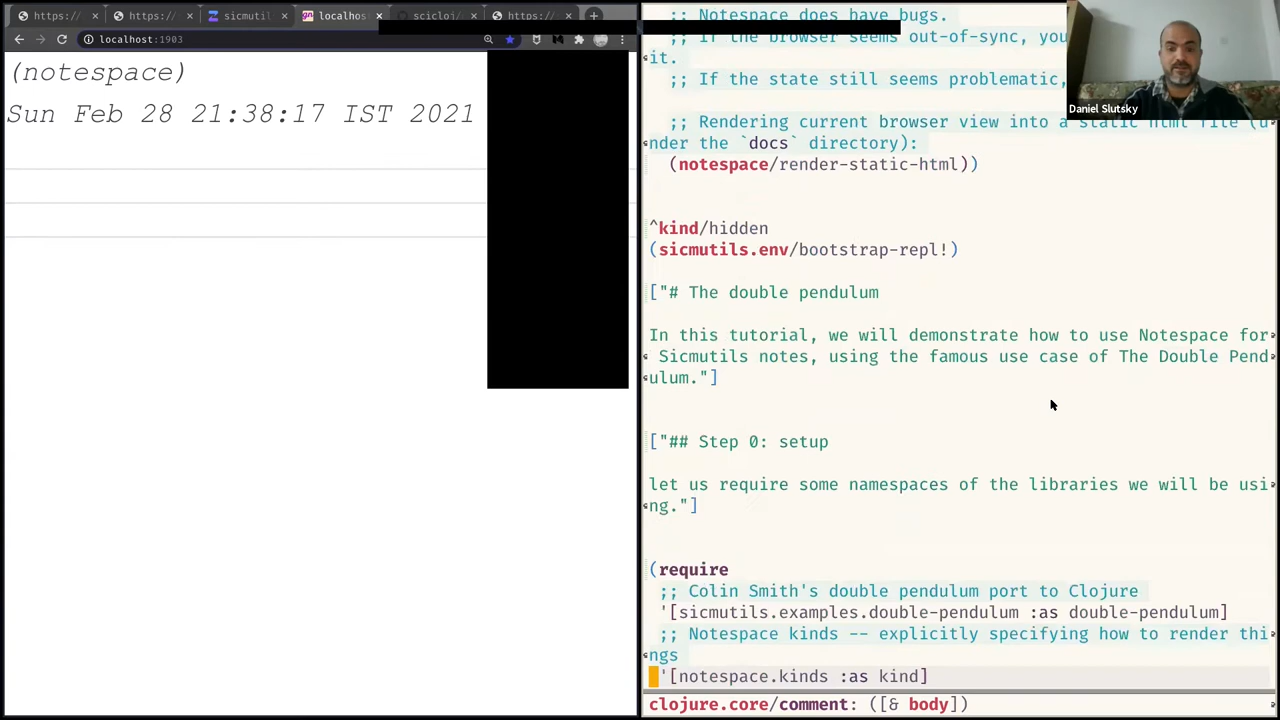 https:/
https:/
sicmutil
localhos
scicloj/
https:/
localhost:1903
(notespace)
Sun Feb 28 21:38:17 IST 2021
;; Notespace does have bugs.
;; If the browser seems out-of-sync, you
it.
;; If the state still seems problematic,
;; Rendering current browser view into a static html file (u
nder the `docs` directory):
(notespace/render-static-html))
^kind/hidden
(sicmutils.env/bootstrap-repl!)
["# The double pendulum
In this tutorial, we will demonstrate how to use Notespace for
Sicmutils notes, using the famous use case of The Double Pend
ulum."]
["## Step 0: setup
let us require some namespaces of the libraries we will be usi
ng."]
(require
;; Colin Smith's double pendulum port to Clojure
'[sicmutils.examples.double-pendulum :as double-pendulum]
;; Notespace kinds -- explicitly specifying how to render thi
ngs
'[notespace.kinds :as kind]
clojure.core/comment: ([& body])
Daniel Slutsky